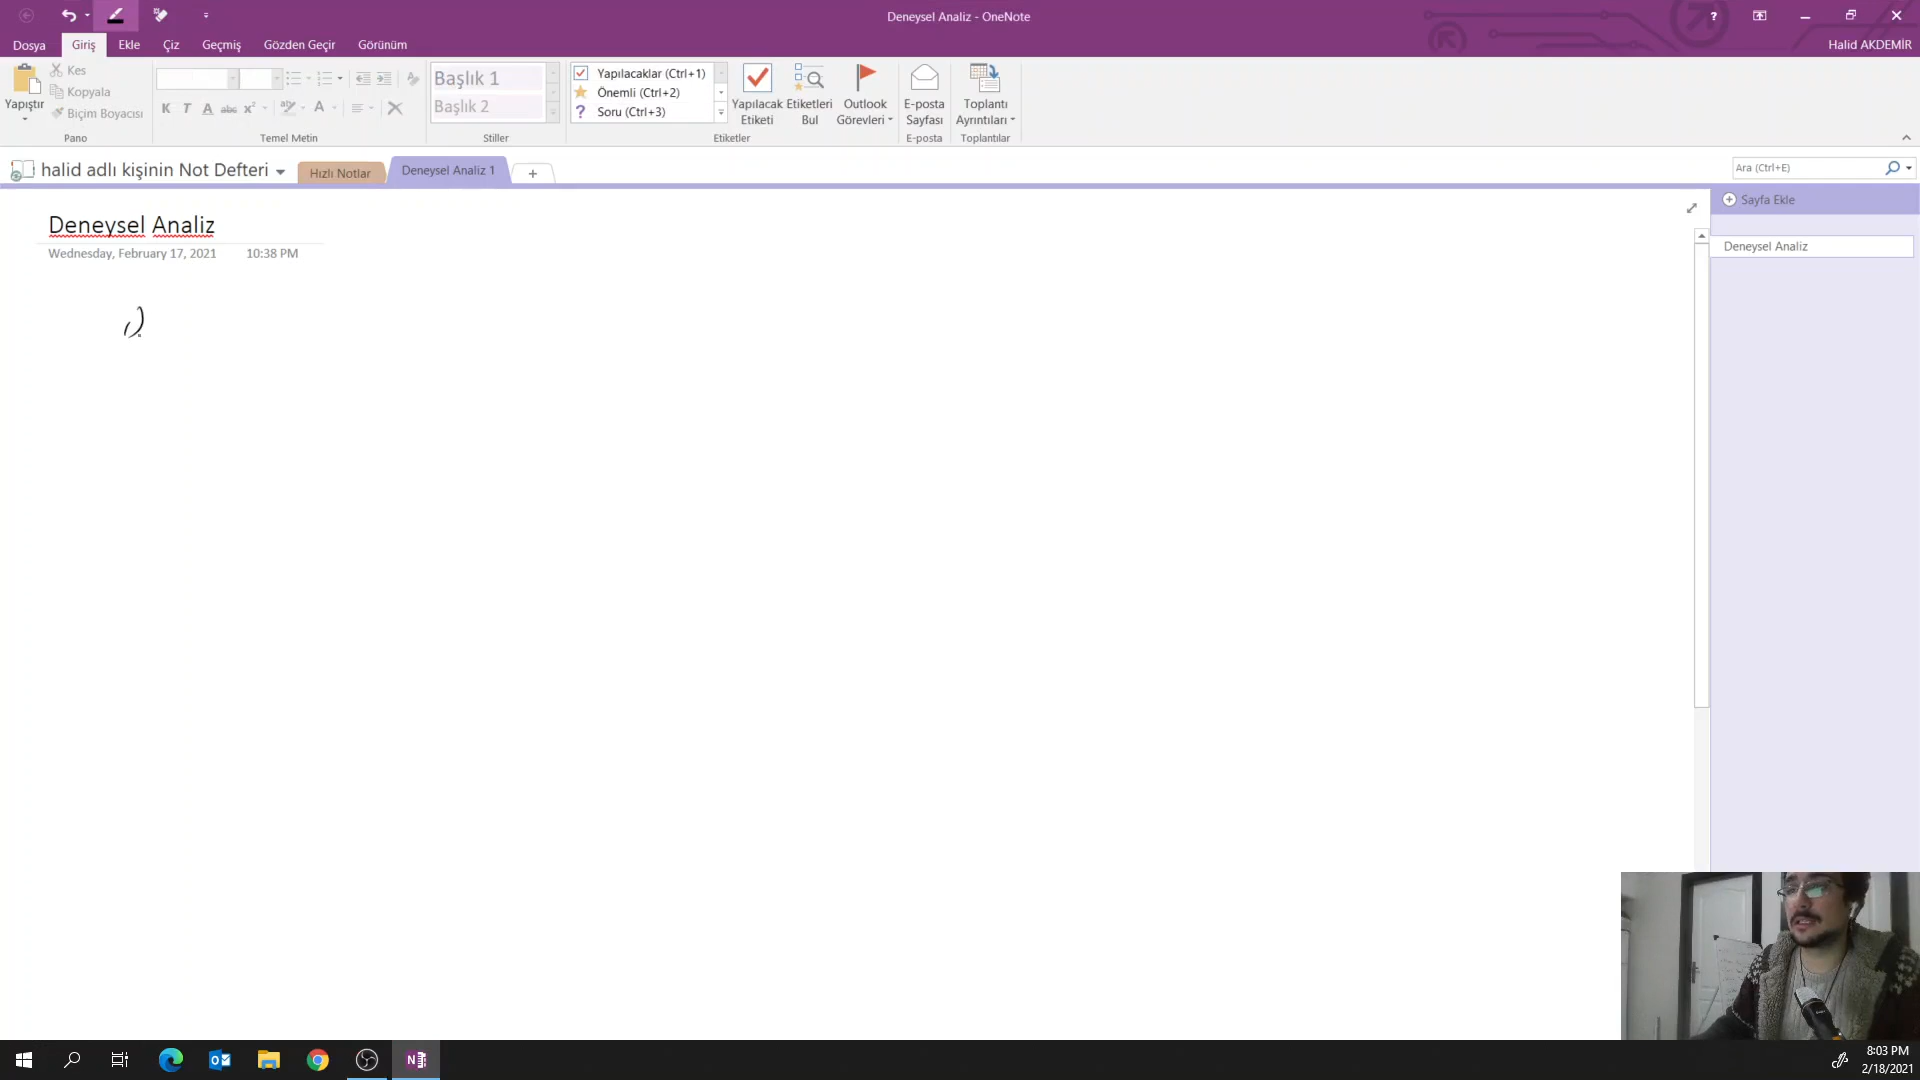 Deneysel Analiz - OneNote
?
Dosya
Giriş
Ekle
Çiz
Geçmiş
Gözden Geçir
Görünüm
Halid AKDEMİR
Yapıştır
Kes
Kopyala
Biçim Boyacısı
Pano
K T A abc x² A
Temel Metin
Başlık 1
Başlık 2
Stiller
Yapılacaklar (Ctrl+1)
Önemli (Ctrl+2)
? Soru (Ctrl+3)
Yapılacak Etiketi
Etiketleri Bul
Outlook Görevleri
Etiketler
E-posta Sayfası
E-posta
Toplantı Ayrıntıları
Toplantılar
halid adlı kişinin Not Defteri
Hızlı Notlar
Deneysel Analiz 1
+
Ara (Ctrl+E)
Sayfa Ekle
Deneysel Analiz
Deneysel Analiz
Wednesday, February 17, 2021 10:38 PM
1)
8:03 PM
2/18/2021